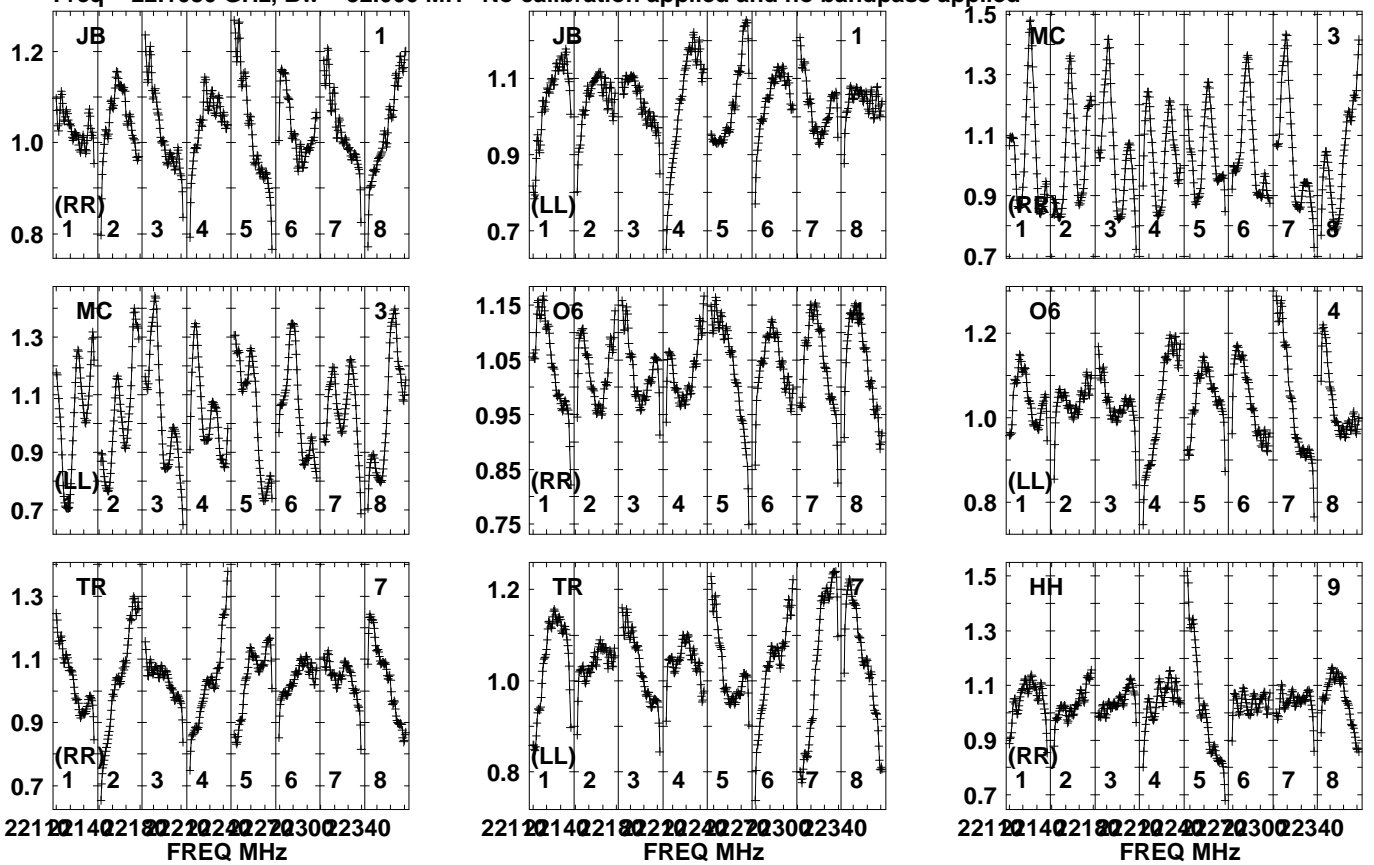 Freq = GHz, No calibration applied and no bandpass applied
JB 1
1.2
1.0
0.8
(RR)
1 2 3 4 5 6 7 8
JB 1
1.1
0.9
0.7
(LL)
1 2 3 4 5 6 7 8
MC 3
1.5
1.3
1.1
0.9
0.7
(RR)
1 2 3 4 5 6 7 8
MC 3
1.3
1.1
0.9
0.7
(LL)
1 2 3 4 5 6 7 8
O6 4
1.15
1.05
0.95
0.85
0.75
(RR)
1 2 3 4 5 6 7 8
O6 4
1.2
1.0
0.8
(LL)
1 2 3 4 5 6 7 8
TR 7
1.3
1.1
0.9
0.7
(RR)
1 2 3 4 5 6 7 8
TR 7
1.2
1.0
0.8
(LL)
1 2 3 4 5 6 7 8
HH 9
1.5
1.3
1.1
0.9
0.7
(RR)
1 2 3 4 5 6 7 8
22340
22340
22340
FREQ MHz
FREQ MHz
FREQ MHz